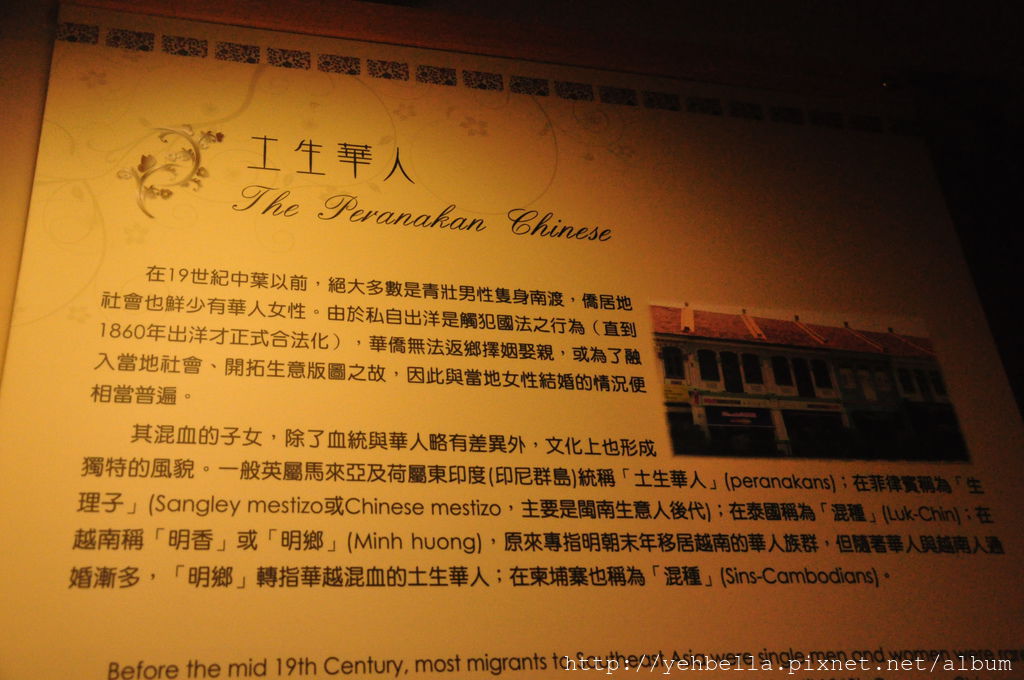 土生華人
The Peranakan Chinese
在19世紀中葉以前，絕大多數是青壯男性隻身南渡，僑居地
社會也鮮少有華人女性。由於私自出洋是觸犯國法之行為（直到
1860年出洋才正式合法化），華僑無法返鄉擇姻娶親，或為了融
入當地社會、開拓生意版圖之故，因此與當地女性結婚的情況便
相當普遍。
其混血的子女，除了血統與華人略有差異外，文化上也形成
獨特的風貌。一般英屬馬來亞及荷屬東印度(印尼群島)統稱「土生華人」(peranakans)；在菲律賓稱為「生
理子」(Sangley mestizo或Chinese mestizo，主要是閩南生意人後代)；在泰國稱為「混種」(Luk-Chin)；在
越南稱「明香」或「明鄉」(Minh huong)，原來專指明朝末年移居越南的華人族群，但隨著華人與越南人通
婚漸多，「明鄉」轉指華越混血的土生華人；在柬埔寨也稱為「混種」(Sins-Cambodians)。
Before the mid 19th Century, most migrants to Southeast Asia were single men and women were rare
http://yehbella.pixnet.net/album